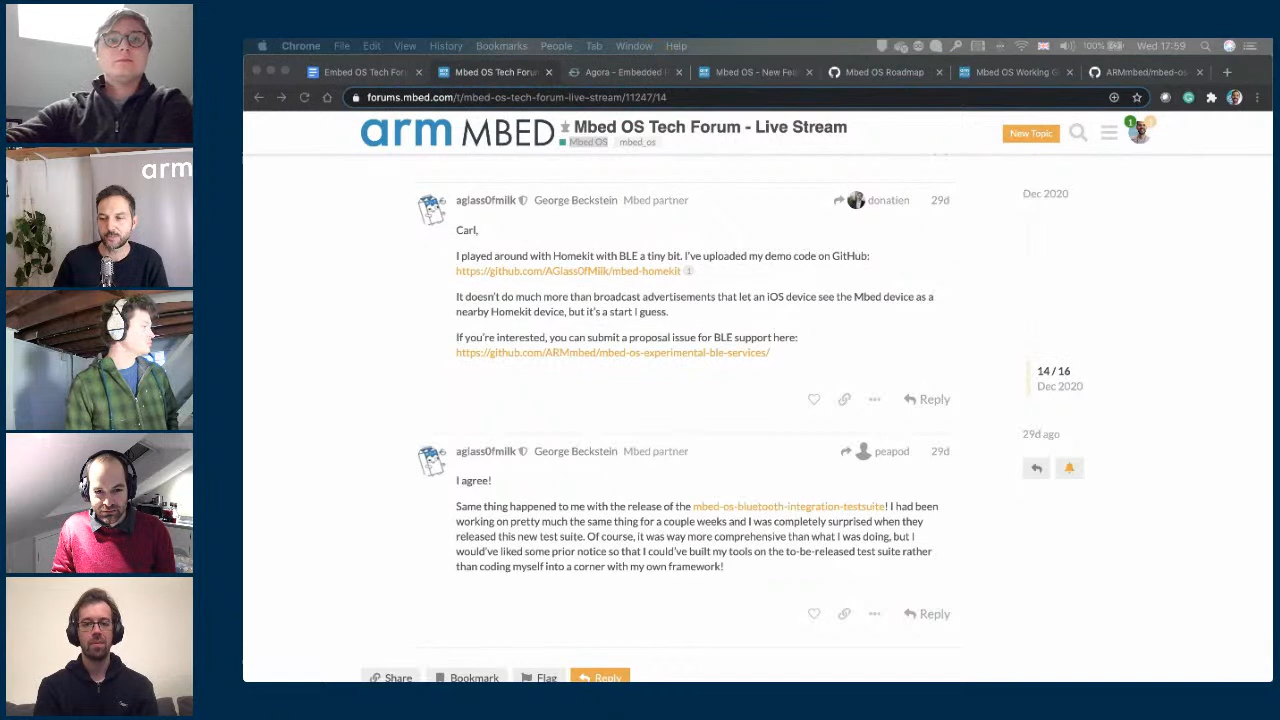 Chrome File Edit View History Bookmarks People Tab Window Help 100% Wed 17:59
Embed OS Tech For Mbed OS Tech Forum Agora – Embedded Mbed OS - New Fea Mbed OS Roadmap Mbed OS Working G ARMmbed/mbed-os
forums.mbed.com/t/mbed-os-tech-forum-live-stream/11247/14
arm MBED Mbed OS Tech Forum - Live Stream
Mbed OS mbed_os
New Topic
1
arm
aglass0fmilk George Beckstein Mbed partner donatien 29d
Carl,
I played around with Homekit with BLE a tiny bit. I've uploaded my demo code on GitHub:
https://github.com/AGlass0fMilk/mbed-homekit 1
It doesn't do much more than broadcast advertisements that let an iOS device see the Mbed device as a
nearby Homekit device, but it's a start I guess.
If you're interested, you can submit a proposal issue for BLE support here:
https://github.com/ARMmbed/mbed-os-experimental-ble-services/
Reply
aglass0fmilk George Beckstein Mbed partner peapod 29d
I agree!
Same thing happened to me with the release of the mbed-os-bluetooth-integration-testsuite! I had been
working on pretty much the same thing for a couple weeks and I was completely surprised when they
released this new test suite. Of course, it was way more comprehensive than what I was doing, but I
would've liked some prior notice so that I could've built my tools on the to-be-released test suite rather
than coding myself into a corner with my own framework!
Reply
Share Bookmark Flag Reply
Dec 2020
14 / 16
Dec 2020
29d ago